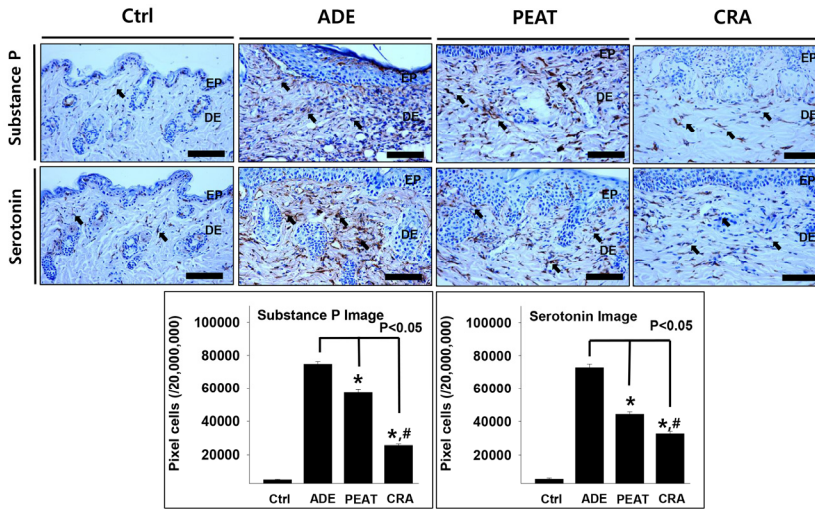 Ctrl ADE PEAT CRA
Substance P
EP EP EP EP
DE DE DE DE
Serotonin
EP EP EP EP
DE DE DE DE
Substance P Image
P<0.05
Pixel cells (/20,000,000)
100000
80000
60000
40000
20000
*
*,#
Ctrl ADE PEAT CRA
Serotonin Image
P<0.05
Pixel cells (/20,000,000)
100000
80000
60000
40000
20000
*
*,#
Ctrl ADE PEAT CRA